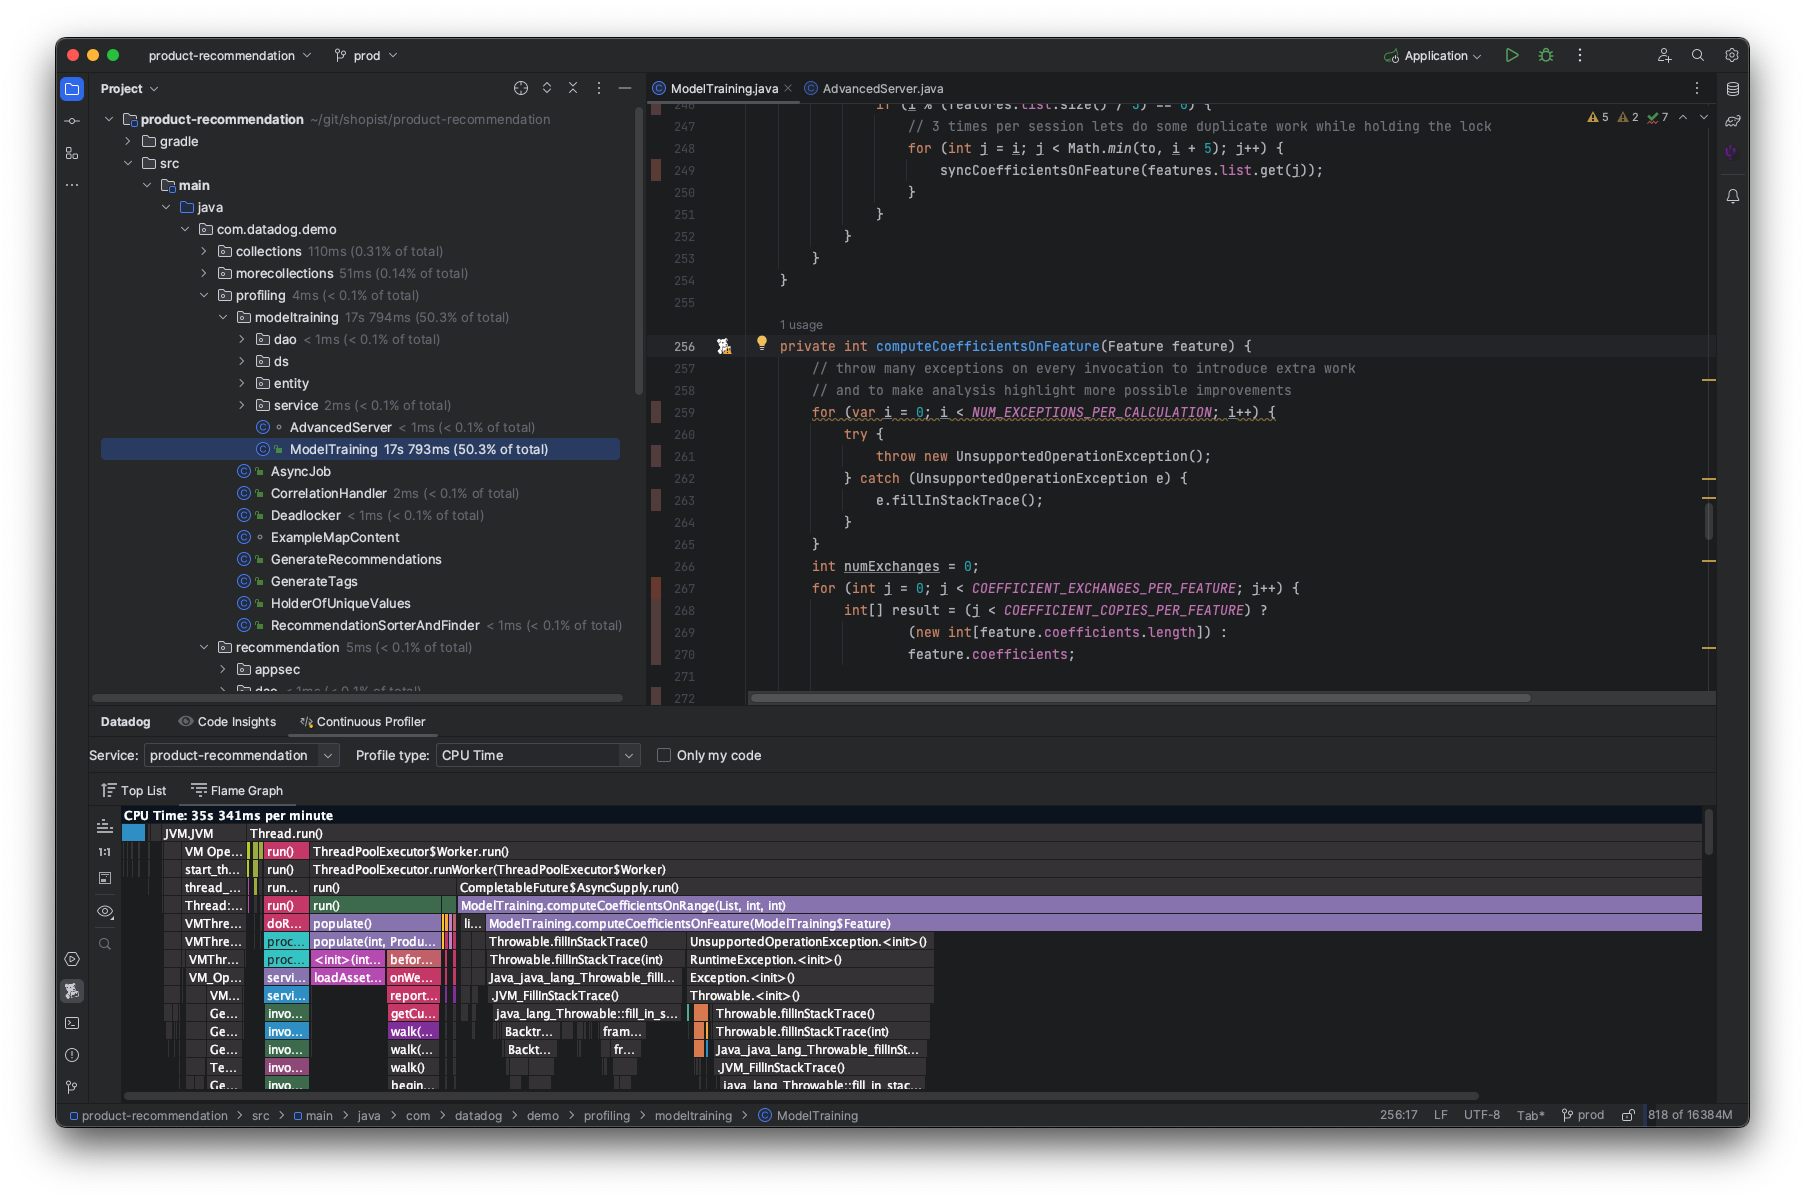 product-recommendation
prod
Application
Project
product-recommendation ~/git/shopist/product-recommendation
gradle
src
main
java
com.datadog.demo
collections 110ms (0.31% of total)
morecollections 51ms (0.14% of total)
profiling 4ms (< 0.1% of total)
modeltraining 17s 794ms (50.3% of total)
dao < 1ms (< 0.1% of total)
ds
entity
service 2ms (< 0.1% of total)
AdvancedServer < 1ms (< 0.1% of total)
ModelTraining 17s 793ms (50.3% of total)
AsyncJob
CorrelationHandler 2ms (< 0.1% of total)
Deadlocker < 1ms (< 0.1% of total)
ExampleMapContent
GenerateRecommendations
GenerateTags
HolderOfUniqueValues
RecommendationSorterAndFinder < 1ms (< 0.1% of total)
recommendation 5ms (< 0.1% of total)
appsec
dao < 1ms (< 0.1% of total)
ModelTraining.java
AdvancedServer.java
5 2 7
246 if (i % (features.list.size() / 3) == 0) {
247 // 3 times per session lets do some duplicate work while holding the lock
248 for (int j = i; j < Math.min(to, i + 5); j++) {
249 syncCoefficientsOnFeature(features.list.get(j));
250 }
251 }
252 }
253 }
254 }
255
1 usage
256 private int computeCoefficientsOnFeature(Feature feature) {
257 // throw many exceptions on every invocation to introduce extra work
258 // and to make analysis highlight more possible improvements
259 for (var i = 0; i < NUM_EXCEPTIONS_PER_CALCULATION; i++) {
260 try {
261 throw new UnsupportedOperationException();
262 } catch (UnsupportedOperationException e) {
263 e.fillInStackTrace();
264 }
265 }
266 int numExchanges = 0;
267 for (int j = 0; j < COEFFICIENT_EXCHANGES_PER_FEATURE; j++) {
268 int[] result = (j < COEFFICIENT_COPIES_PER_FEATURE) ?
269 (new int[feature.coefficients.length]) :
270 feature.coefficients;
271
272
Datadog
Code Insights
Continuous Profiler
Service: product-recommendation
Profile type: CPU Time
Only my code
Top List
Flame Graph
CPU Time: 35s 341ms per minute
1:1
JVM.JVM Thread.run()
VM Ope... run() ThreadPoolExecutor$Worker.run()
start_th... run() ThreadPoolExecutor.runWorker(ThreadPoolExecutor$Worker)
thread_... run... run() CompletableFuture$AsyncSupply.run()
Thread:... run() run() ModelTraining.computeCoefficientsOnRange(List, int, int)
VMThre... doR... populate() li... ModelTraining.computeCoefficientsOnFeature(ModelTraining$Feature)
VMThre... proc... populate(int, Produ... Throwable.fillInStackTrace() UnsupportedOperationException.<init>()
VMThr... proc... <init>(int... befor... Throwable.fillInStackTrace(int) RuntimeException.<init>()
VM_Op... servi... loadAsset... onWe... Java_java_lang_Throwable_fillI... Exception.<init>()
VM... servi... report... .JVM_FillInStackTrace() Throwable.<init>()
Ge... invo... getCu... java_lang_Throwable::fill_in_s... Throwable.fillInStackTrace()
Ge... invo... walk(... Backtr... fram... Throwable.fillInStackTrace(int)
Ge... invo... walk(... Backt... fr... Java_java_lang_Throwable_fillInSt...
Te... invo... walk() .JVM_FillInStackTrace()
Ge... invo... begin... java_lang_Throwable::fill_in_stac...
product-recommendation > src > main > java > com > datadog > demo > profiling > modeltraining > ModelTraining
256:17 LF UTF-8 Tab* prod 818 of 16384M